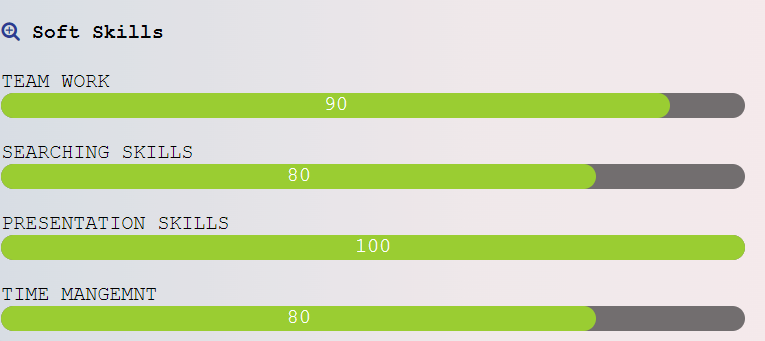 Soft Skills
TEAM WORK
90
SEARCHING SKILLS
80
PRESENTATION SKILLS
100
TIME MANGEMNT
80